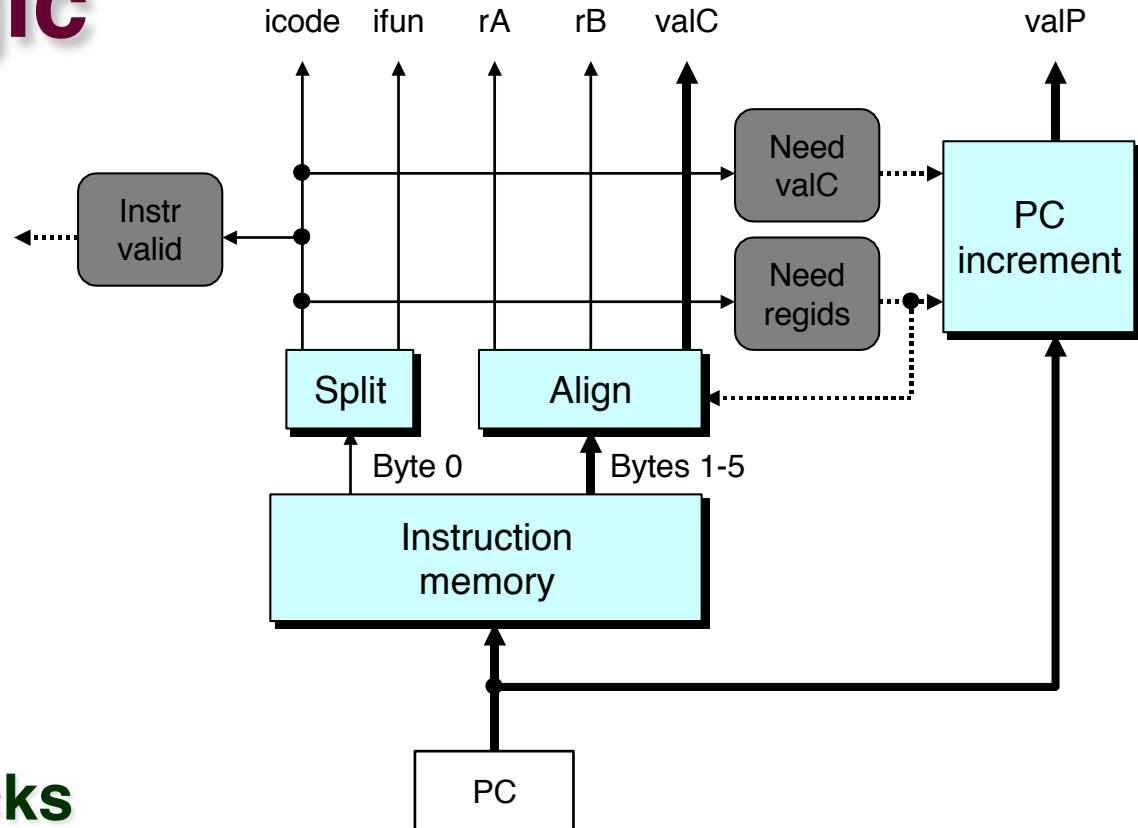 icode ifun rA rB valC valP
Need
valC
Instr
valid
PC
increment
Need
regids
Split
Align
Byte 0
Bytes 1-5
Instruction
memory
PC